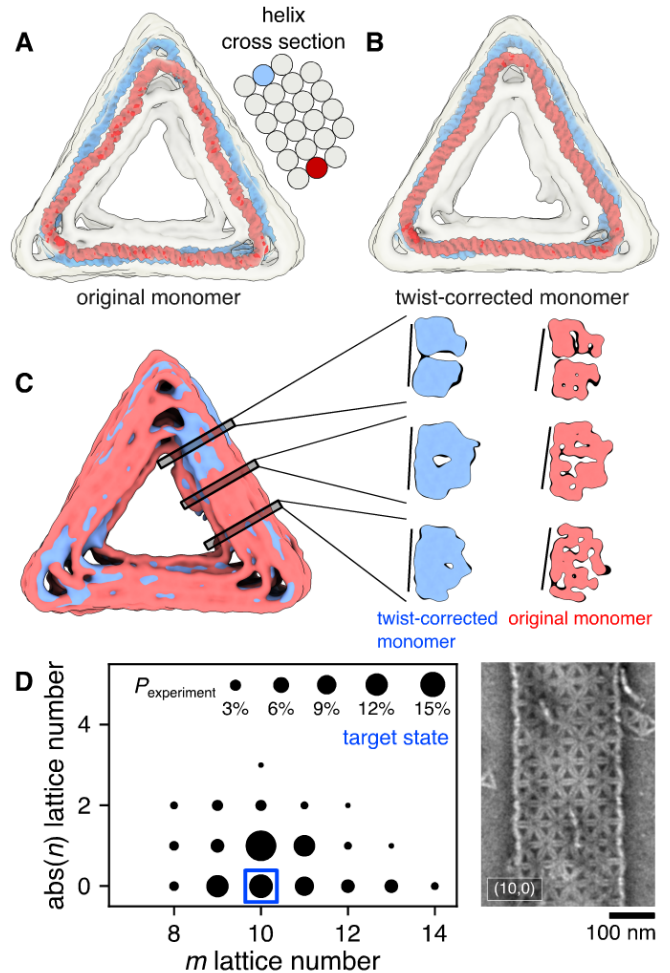 A
helix
cross section
B
original monomer
twist-corrected monomer
C
twist-corrected
monomer
original monomer
D
P experiment
3% 6% 9% 12% 15%
target state
abs(n) lattice number
4
2
0
8 10 12 14
m lattice number
(10,0)
100 nm